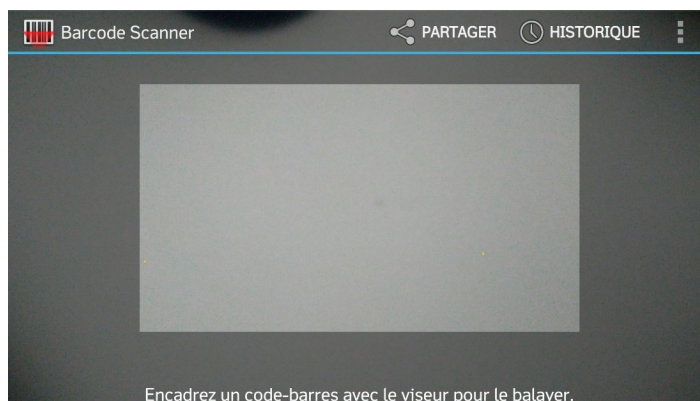 Barcode Scanner
PARTAGER
HISTORIQUE
Encadrez un code-barres avec le viseur pour le balayer.